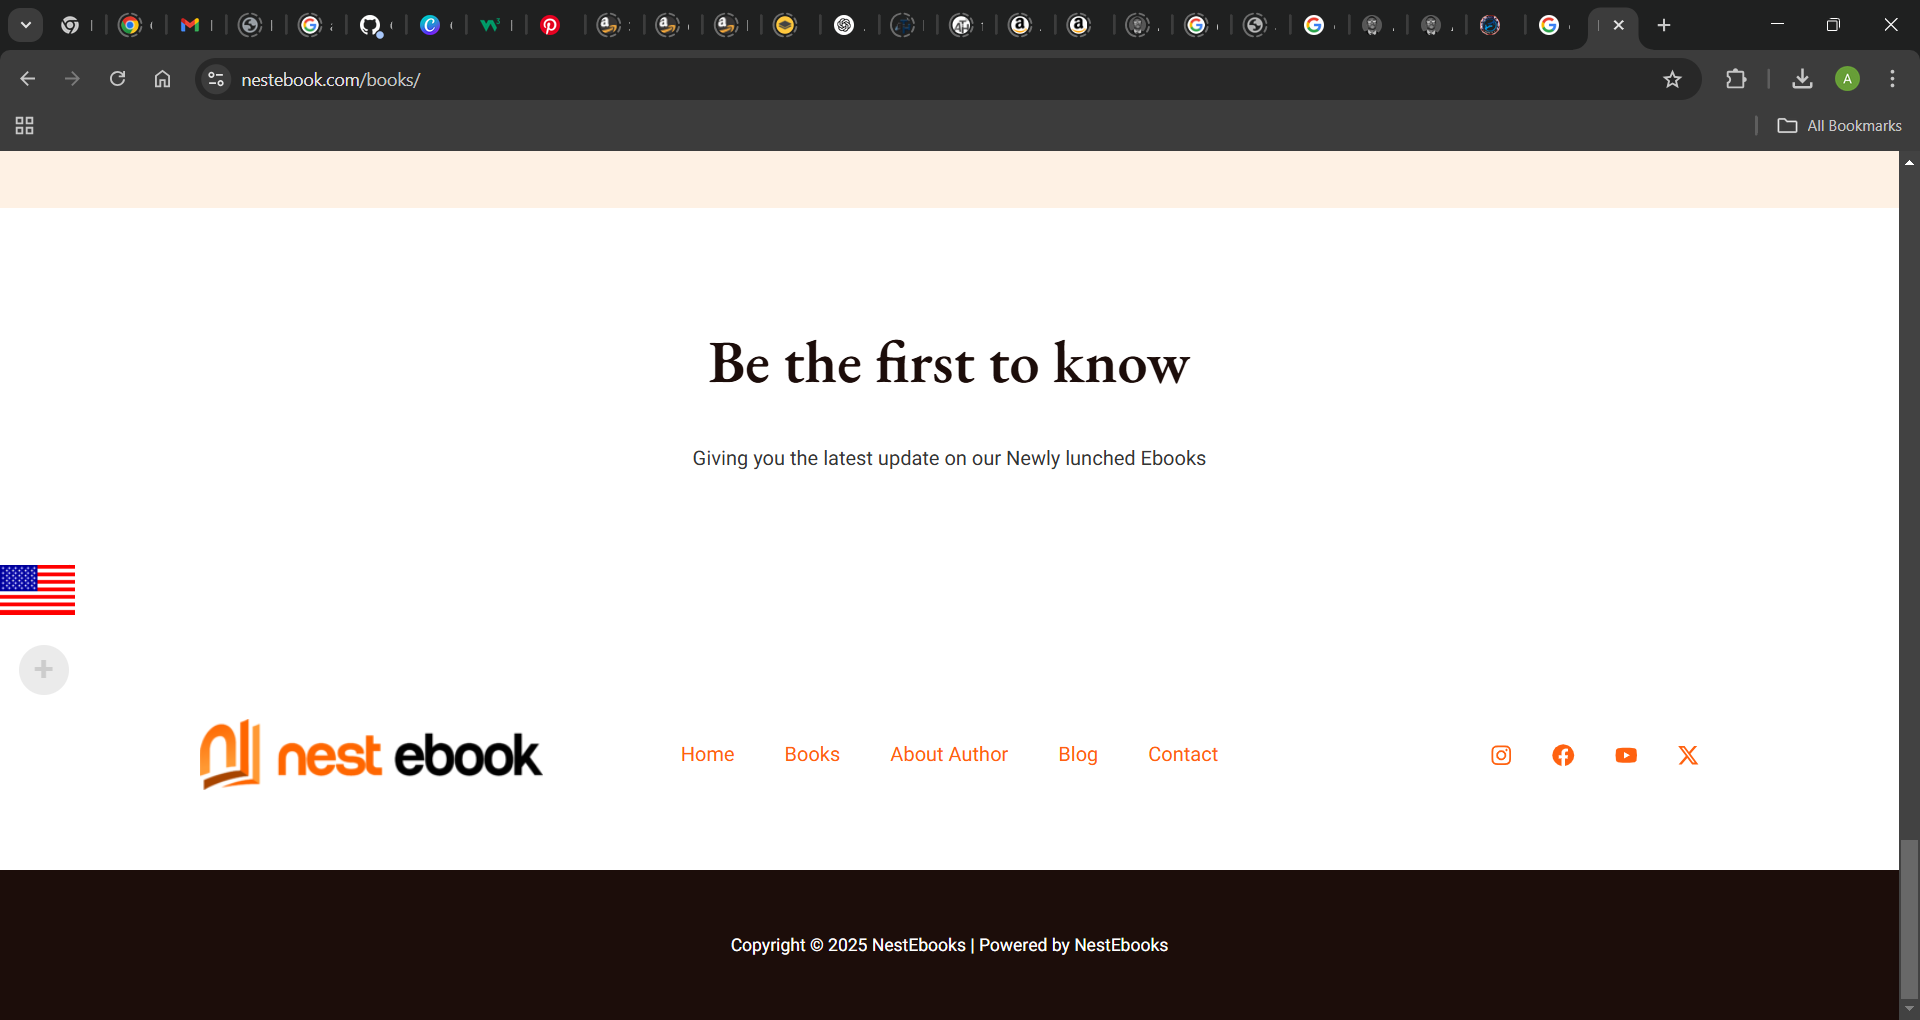 nestebook.com/books/
A
All Bookmarks
Be the first to know
Giving you the latest update on our Newly lunched Ebooks
nest ebook
Home
Books
About Author
Blog
Contact
Copyright © 2025 NestEbooks | Powered by NestEbooks